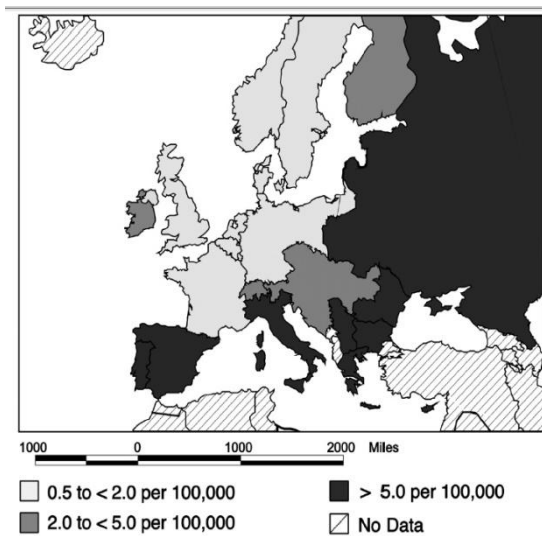 1000 0 1000 2000 Miles
0.5 to < 2.0 per 100,000
2.0 to < 5.0 per 100,000
> 5.0 per 100,000
No Data